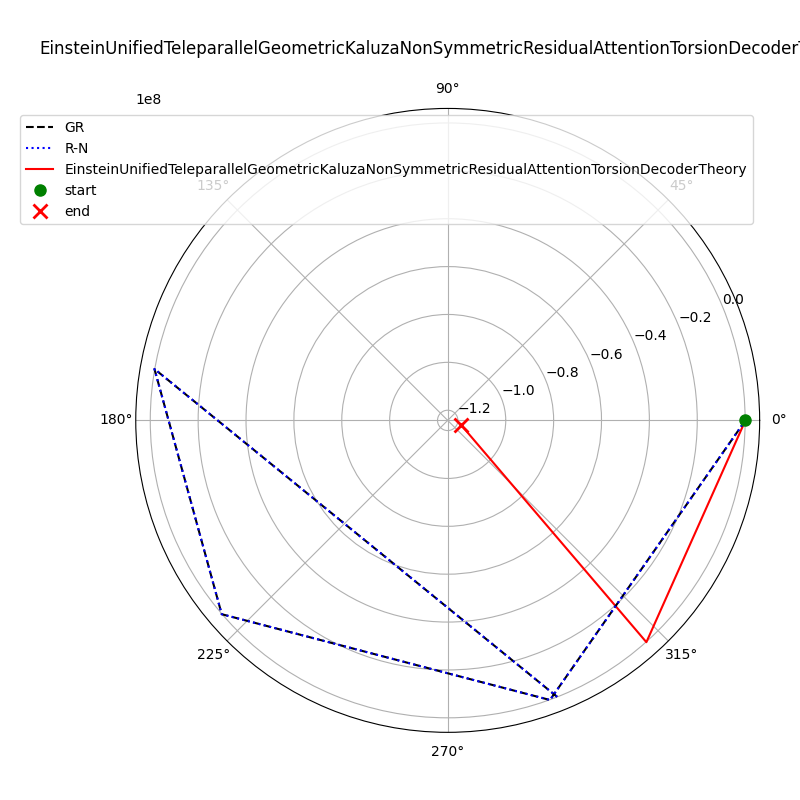 EinsteinUnifiedTeleparallelGeometricKaluzaNonSymmetricResidualAttentionTorsionDecoderT
90°
1e8
GR
R-N
EinsteinUnifiedTeleparallelGeometricKaluzaNonSymmetricResidualAttentionTorsionDecoderTheory
135°
45°
start
end
0.0
−0.2
−0.4
−0.6
−0.8
−1.0
−1.2
180°
0°
225°
315°
270°